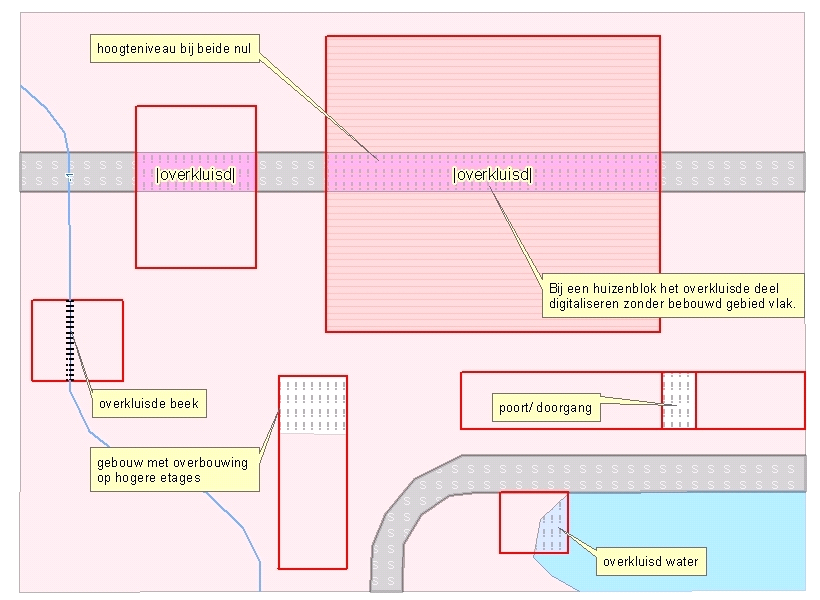 hoogteniveau bij beide nul
|overkluisd|
|overkluisd|
-1
Bij een huizenblok het overkluisde deel
digitaliseren zonder bebouwd gebied vlak.
overkluisde beek
poort/ doorgang
gebouw met overbouwing
op hogere etages
overkluisd water